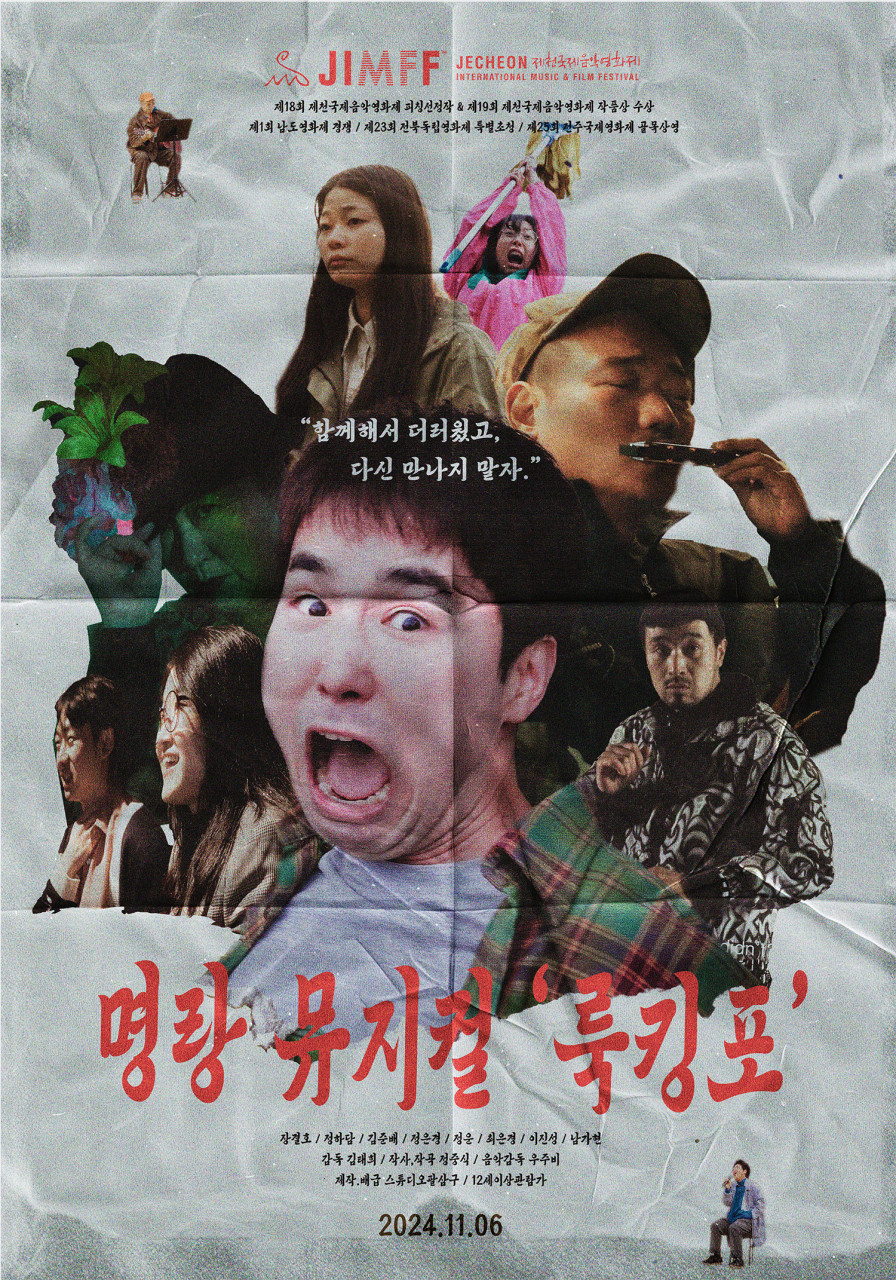 JIMFF™ JECHEON 제천국제음악영화제
INTERNATIONAL MUSIC & FILM FESTIVAL
제18회 제천국제음악영화제 피칭선정작 & 제19회 제천국제음악영화제 작품상 수상
제1회 남도영화제 경쟁 / 제23회 전북독립영화제 특별초청 / 제25회 전주국제영화제 골목상영
“함께해서 더러웠고,
다신 만나지 말자.”
명랑 뮤지컬 ‘룩킹포’
장결호 / 정하담 / 김준배 / 정은경 / 정운 / 최은경 / 이진성 / 남가현
감독 김태희 / 작사.작곡 정중식 / 음악감독 우주비
제작.배급 스튜디오괄삼구 / 12세이상관람가
2024.11.06